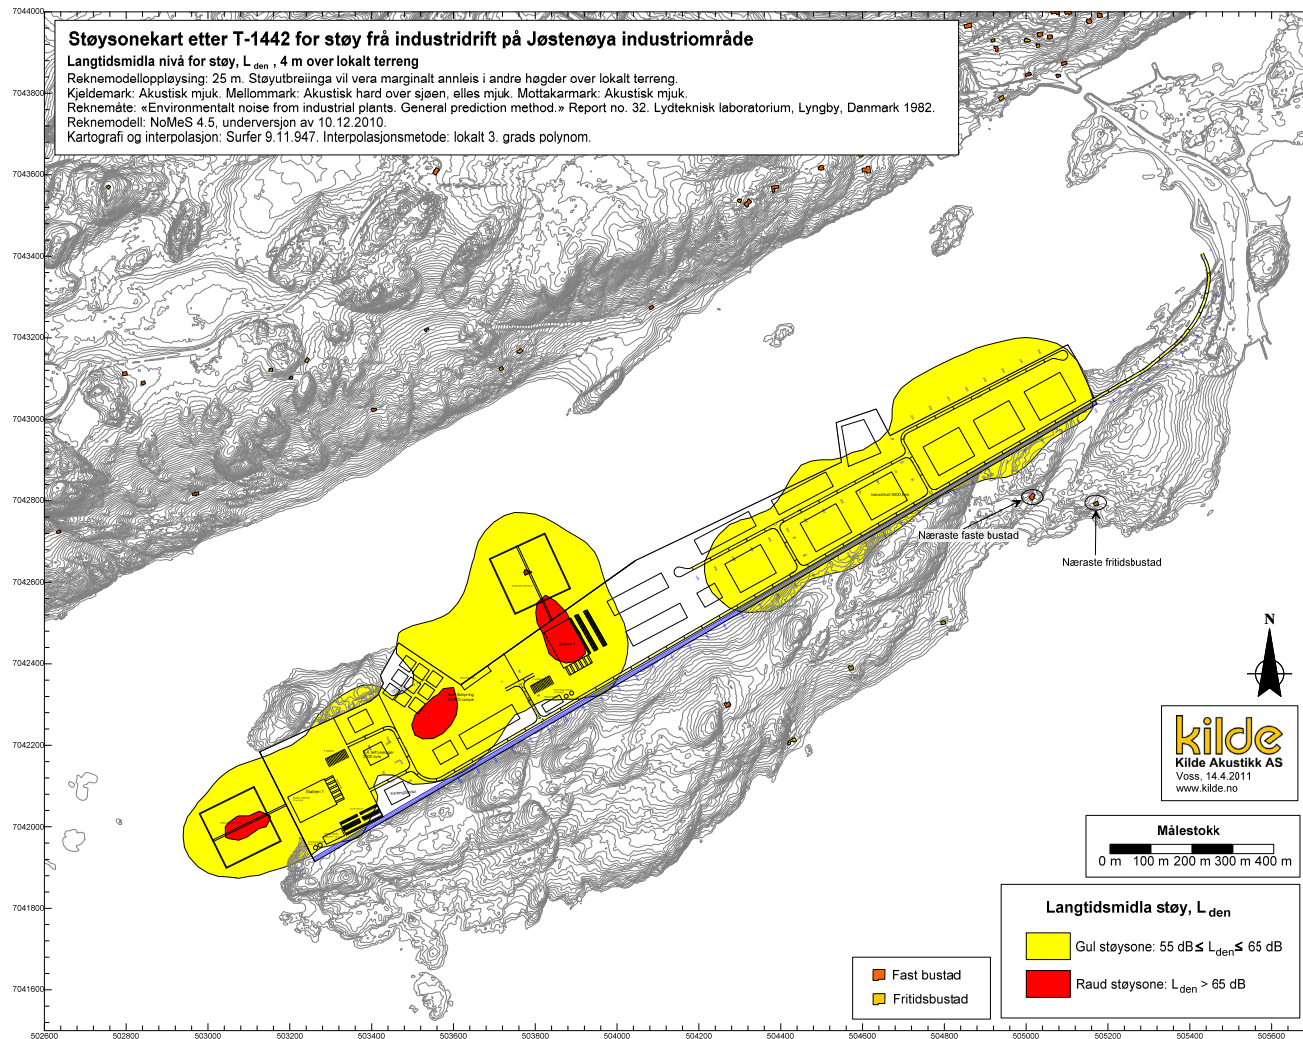 Støysonekart etter T-1442 for støy frå industridrift på Jøstenøya industriområde
Langtidsmidla nivå for støy, L den , 4 m over lokalt terreng
Reknemodelloppløysing: 25 m. Støyutbreiinga vil vera marginalt annleis i andre høgder over lokalt terreng.
Kjeldemark: Akustisk mjuk. Mellommark: Akustisk hard over sjøen, elles mjuk. Mottakarmark: Akustisk mjuk.
Reknemåte: «Environmentalt noise from industrial plants. General prediction method.» Report no. 32. Lydteknisk laboratorium, Lyngby, Danmark 1982.
Reknemodell: NoMeS 4.5, underversjon av 10.12.2010.
Kartografi og interpolasjon: Surfer 9.11.947. Interpolasjonsmetode: lokalt 3. grads polynom.
7044000
7043800
7043600
7043400
7043200
7043000
7042800
7042600
7042400
7042200
7042000
7041800
7041600
Industrihall 6000 kvm
Næraste faste bustad
Næraste fritidsbustad
N
kilde
Kilde Akustikk AS
Voss, 14.4.2011
www.kilde.no
Målestokk
0 m 100 m 200 m 300 m 400 m
Langtidsmidla støy, L den
Gul støysone: 55 dB ≤ L den ≤ 65 dB
Raud støysone: L den > 65 dB
Fast bustad
Fritidsbustad
502600 502800 503000 503200 503400 503600 503800 504000 504200 504400 504600 504800 505000 505200 505400 505600